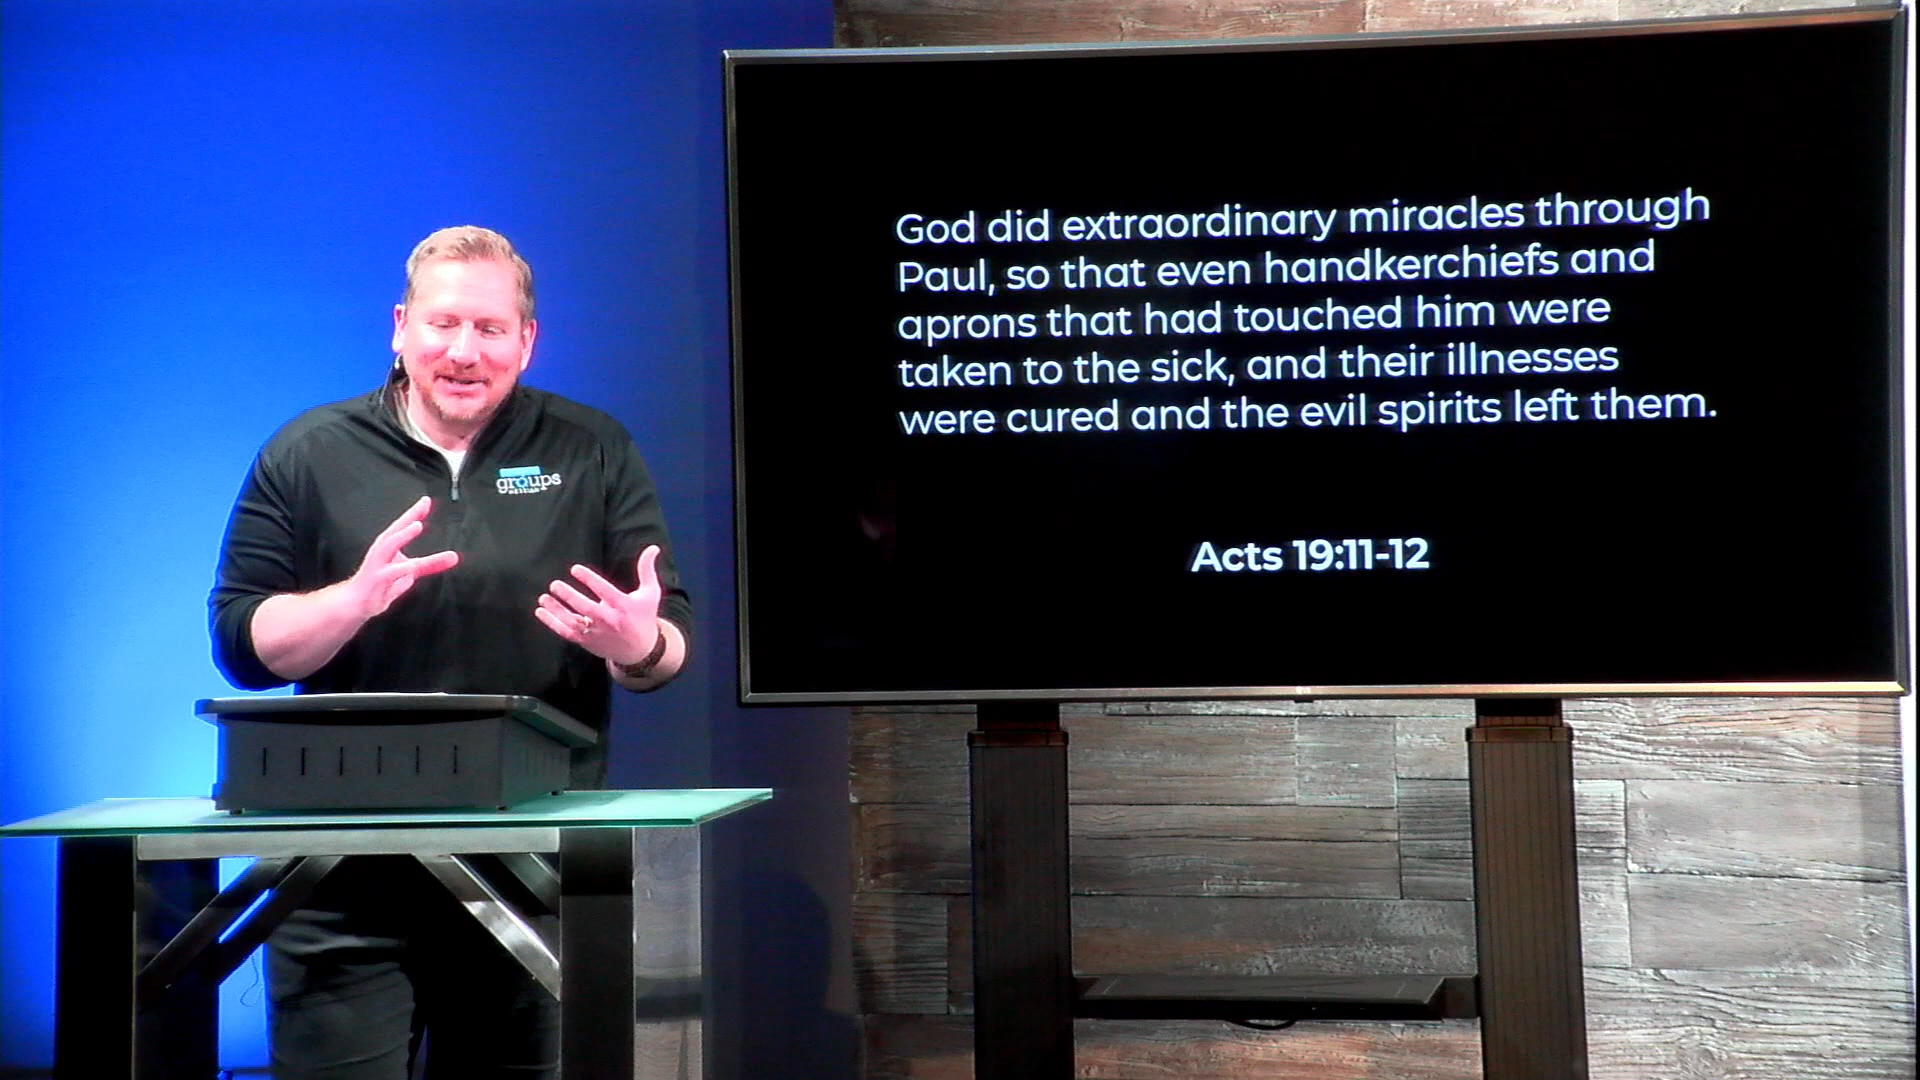 God did extraordinary miracles through
Paul, so that even handkerchiefs and
aprons that had touched him were
taken to the sick, and their illnesses
were cured and the evil spirits left them.
Acts 19:11-12
groups